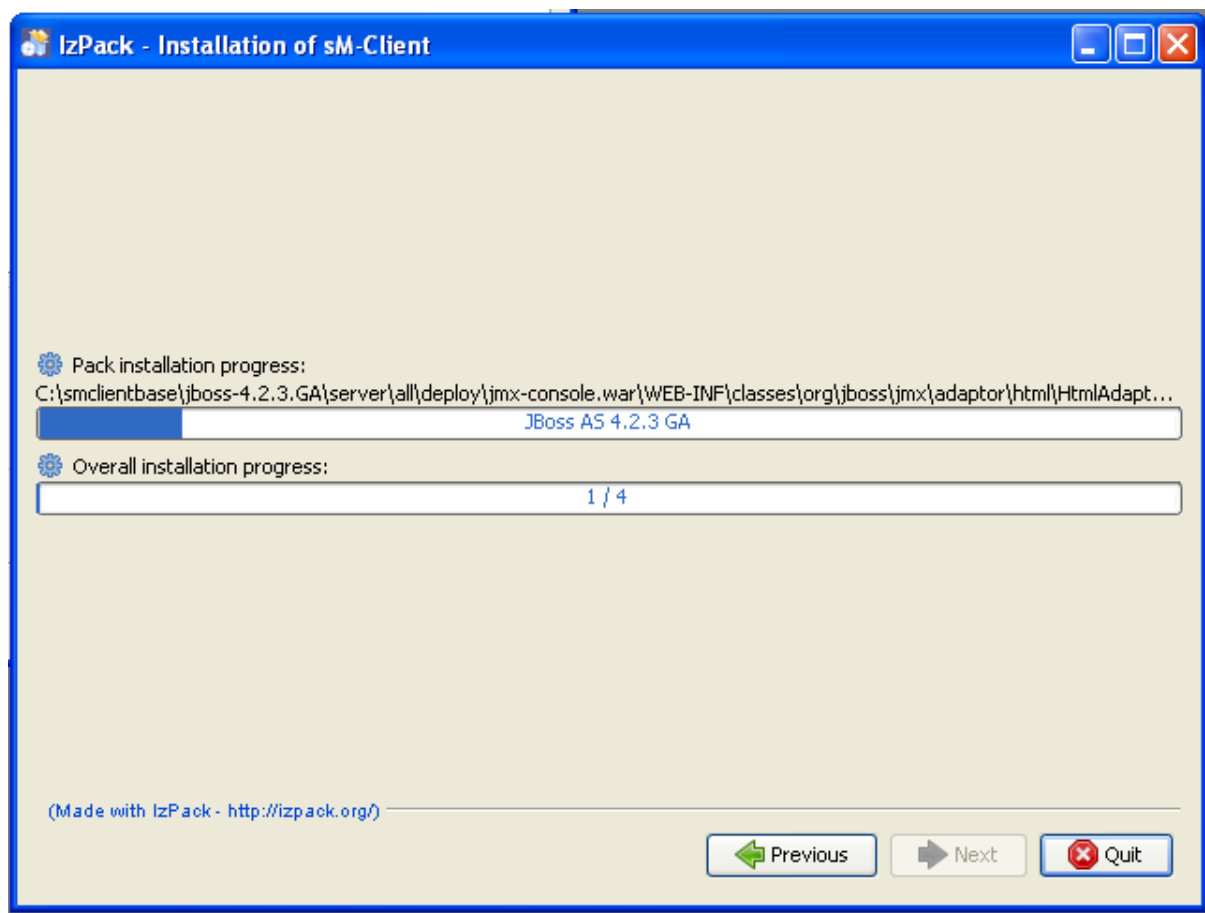 IzPack - Installation of sM-Client
Pack installation progress:
C:\smclientbase\jboss-4.2.3.GA\server\all\deploy\jmx-console.war\WEB-INF\classes\org\jboss\jmx\adaptor\html\HtmlAdapt...
JBoss AS 4.2.3 GA
Overall installation progress:
1 / 4
(Made with IzPack - http://izpack.org/)
Previous Next Quit